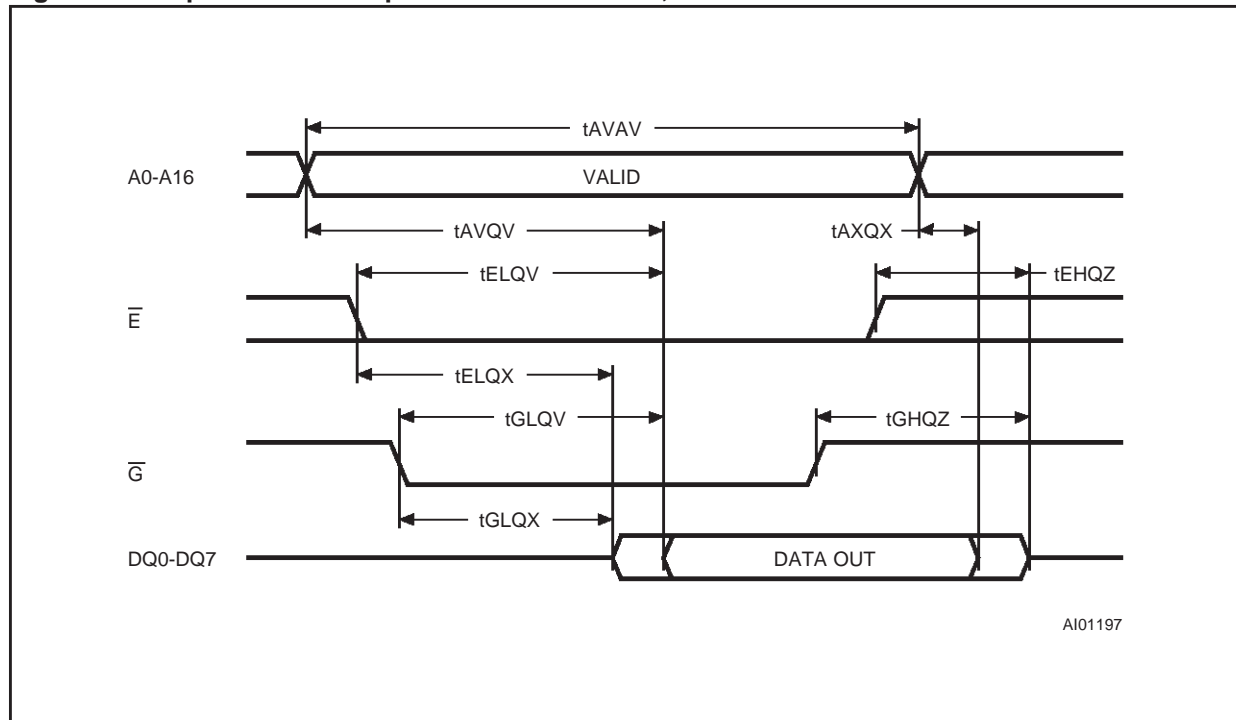 tAVAV
A0-A16 VALID
tAVQV tAXQX
tELQV tEHQZ
E
tELQX
tGLQV tGHQZ
G
tGLQX
DQ0-DQ7 DATA OUT
AI01197